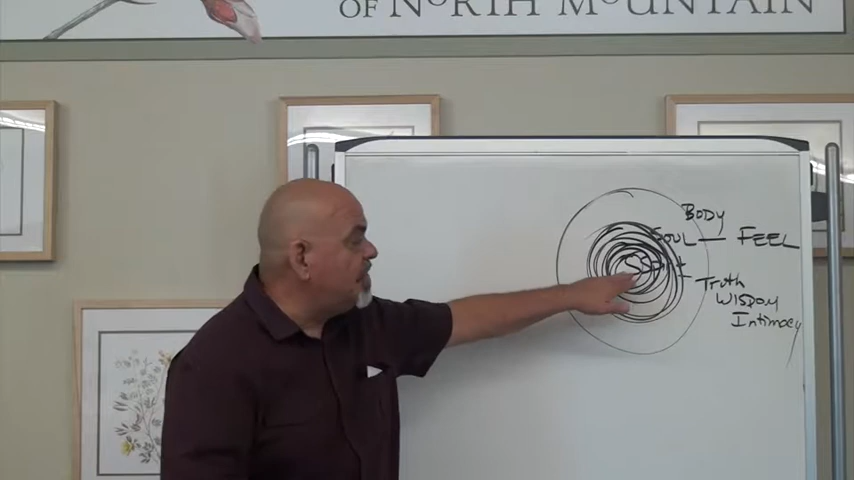 OF NORTH MOUNTAIN
BODY
SOUL — FEEL
Truth
WISDOM
Intimacy